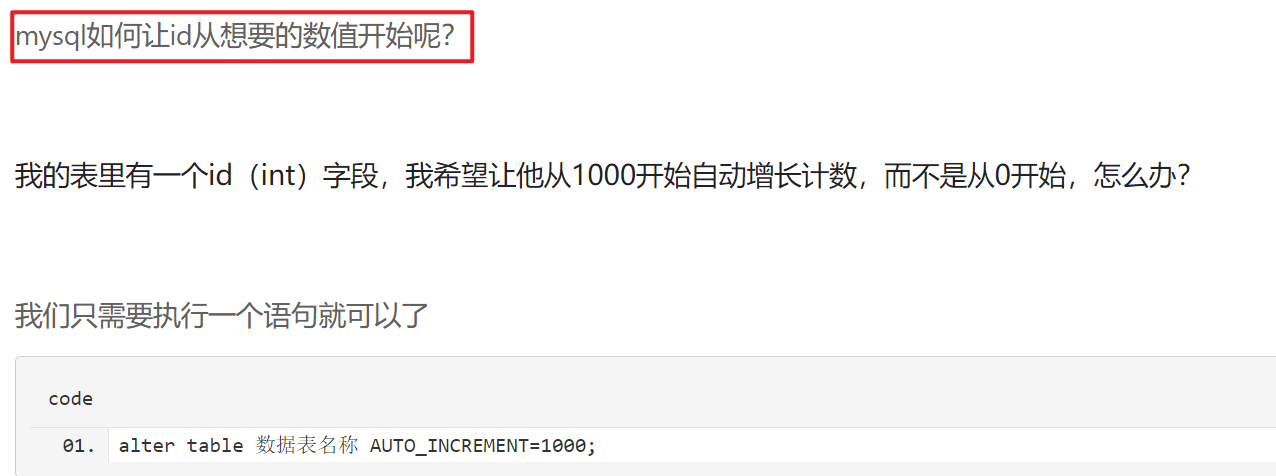 mysql如何让id从想要的数值开始呢?
我的表里有一个id（int）字段，我希望让他从1000开始自动增长计数，而不是从0开始，怎么办?
我们只需要执行一个语句就可以了
code
01. alter table 数据表名称 AUTO_INCREMENT=1000;